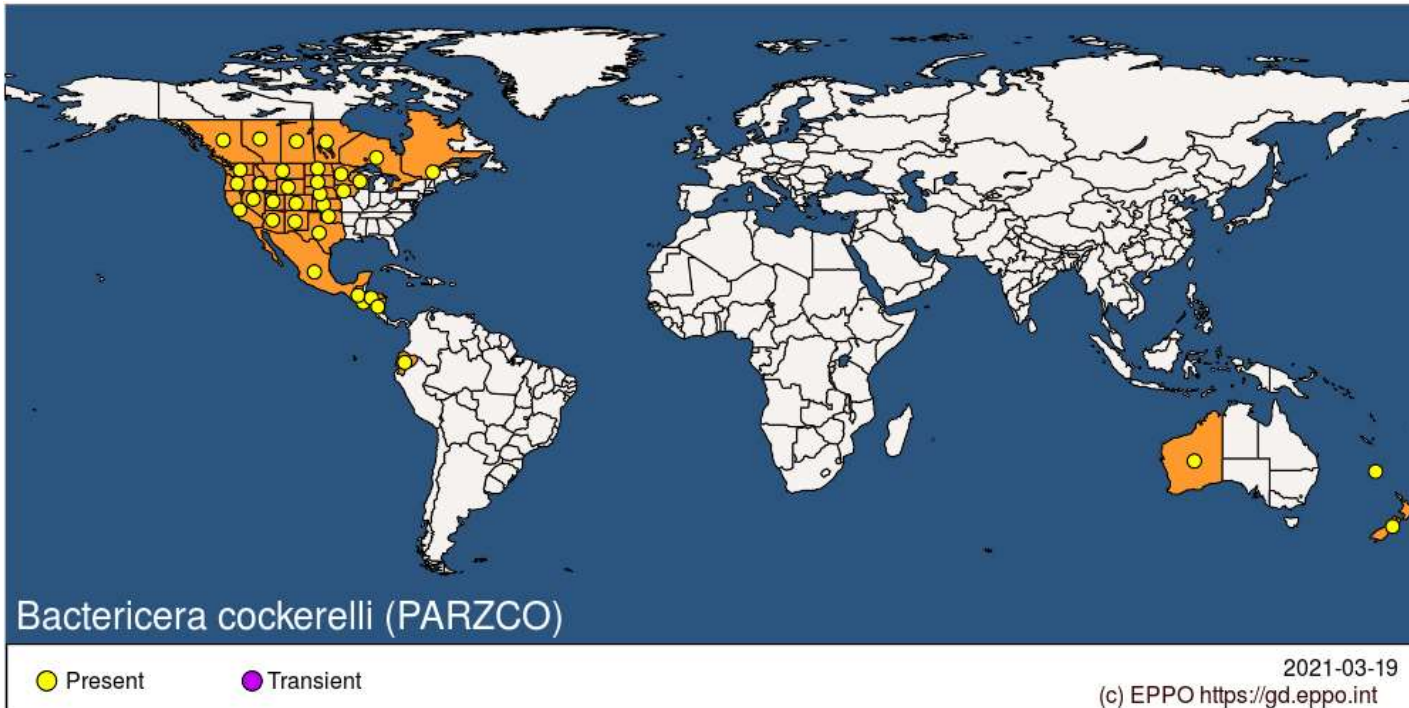 Bactericera cockerelli (PARZCO)
Present
Transient
2021-03-19
(c) EPPO https://gd.eppo.int